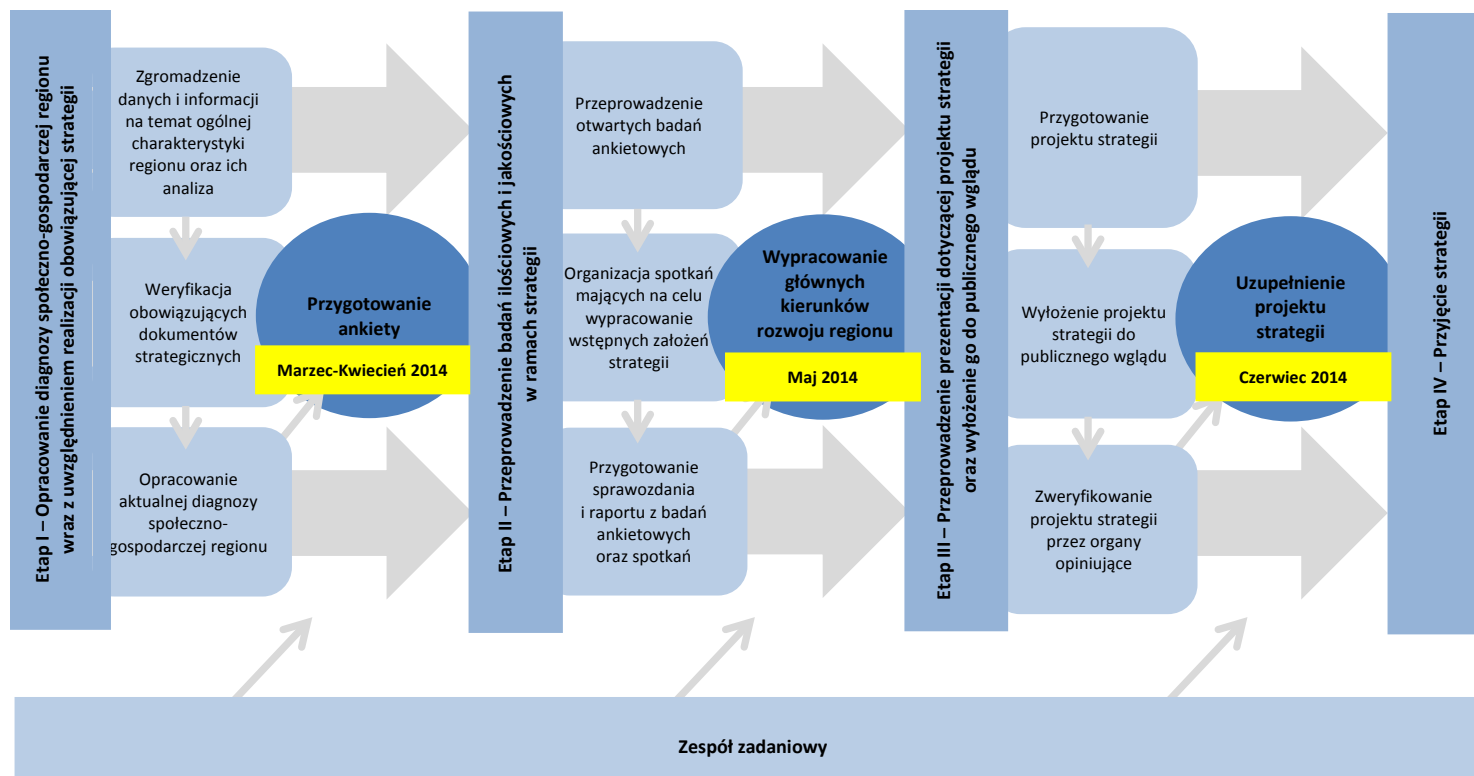 Etap I – Opracowanie diagnozy społeczno-gospodarczej regionu
wraz z uwzględnieniem realizacji obowiązującej strategii
Zgromadzenie
danych i informacji
na temat ogólnej
charakterystyki
regionu oraz ich
analiza
Weryfikacja
obowiązujących
dokumentów
strategicznych
Opracowanie
aktualnej diagnozy
społeczno-
gospodarczej regionu
Przygotowanie
ankiety
Marzec-Kwiecień 2014
Etap II – Przeprowadzenie badań ilościowych i jakościowych
w ramach strategii
Przeprowadzenie
otwartych badań
ankietowych
Organizacja spotkań
mających na celu
wypracowanie
wstępnych założeń
strategii
Przygotowanie
sprawozdania
i raportu z badań
ankietowych
oraz spotkań
Wypracowanie
głównych
kierunków
rozwoju regionu
Maj 2014
Etap III – Przeprowadzenie prezentacji dotyczącej projektu strategii
oraz wyłożenie go do publicznego wglądu
Przygotowanie
projektu strategii
Wyłożenie projektu
strategii do
publicznego wglądu
Zweryfikowanie
projektu strategii
przez organy
opiniujące
Uzupełnienie
projektu
strategii
Czerwiec 2014
Etap IV – Przyjęcie strategii
Zespół zadaniowy